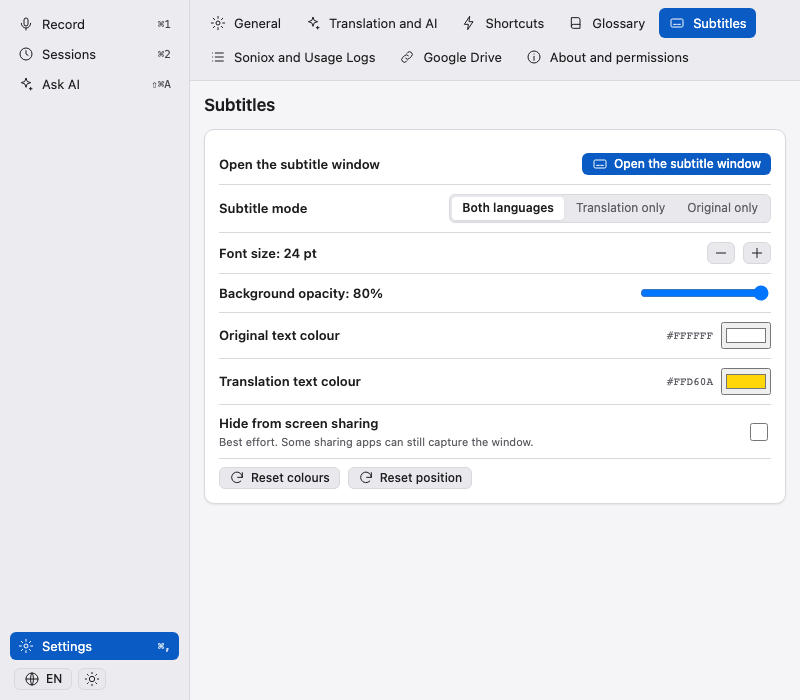 Record ⌘1
Sessions ⌘2
Ask AI ⇧⌘A
General Translation and AI Shortcuts Glossary Subtitles
Soniox and Usage Logs Google Drive About and permissions
Subtitles
Open the subtitle window Open the subtitle window
Subtitle mode Both languages Translation only Original only
Font size: 24 pt − +
Background opacity: 80%
Original text colour #FFFFFF
Translation text colour #FFD60A
Hide from screen sharing
Best effort. Some sharing apps can still capture the window.
Reset colours Reset position
Settings ⌘,
EN